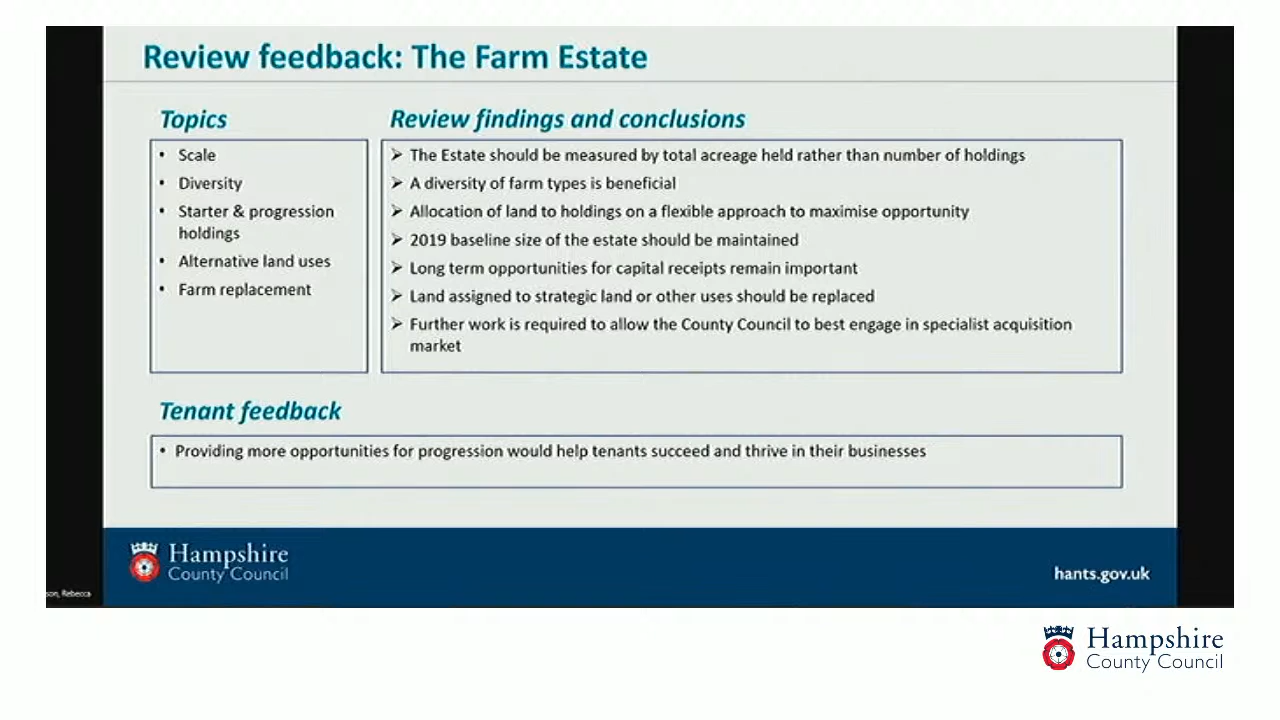 Review feedback: The Farm Estate
Topics
• Scale
• Diversity
• Starter & progression
holdings
• Alternative land uses
• Farm replacement
Review findings and conclusions
➢ The Estate should be measured by total acreage held rather than number of holdings
➢ A diversity of farm types is beneficial
➢ Allocation of land to holdings on a flexible approach to maximise opportunity
➢ 2019 baseline size of the estate should be maintained
➢ Long term opportunities for capital receipts remain important
➢ Land assigned to strategic land or other uses should be replaced
➢ Further work is required to allow the County Council to best engage in specialist acquisition
market
Tenant feedback
• Providing more opportunities for progression would help tenants succeed and thrive in their businesses
Hampshire
County Council
hants.gov.uk
son, Rebecca
Hampshire
County Council